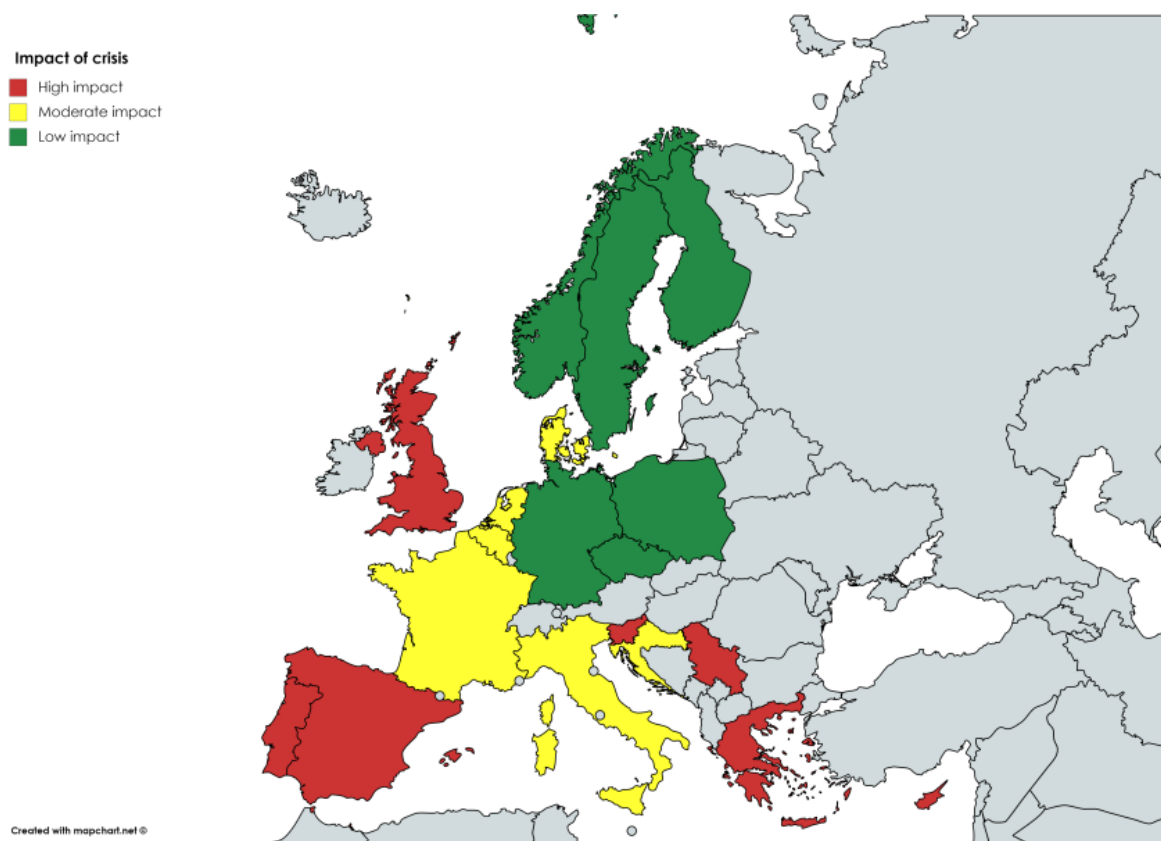 Impact of crisis
High impact
Moderate impact
Low impact
Created with mapchart.net ©